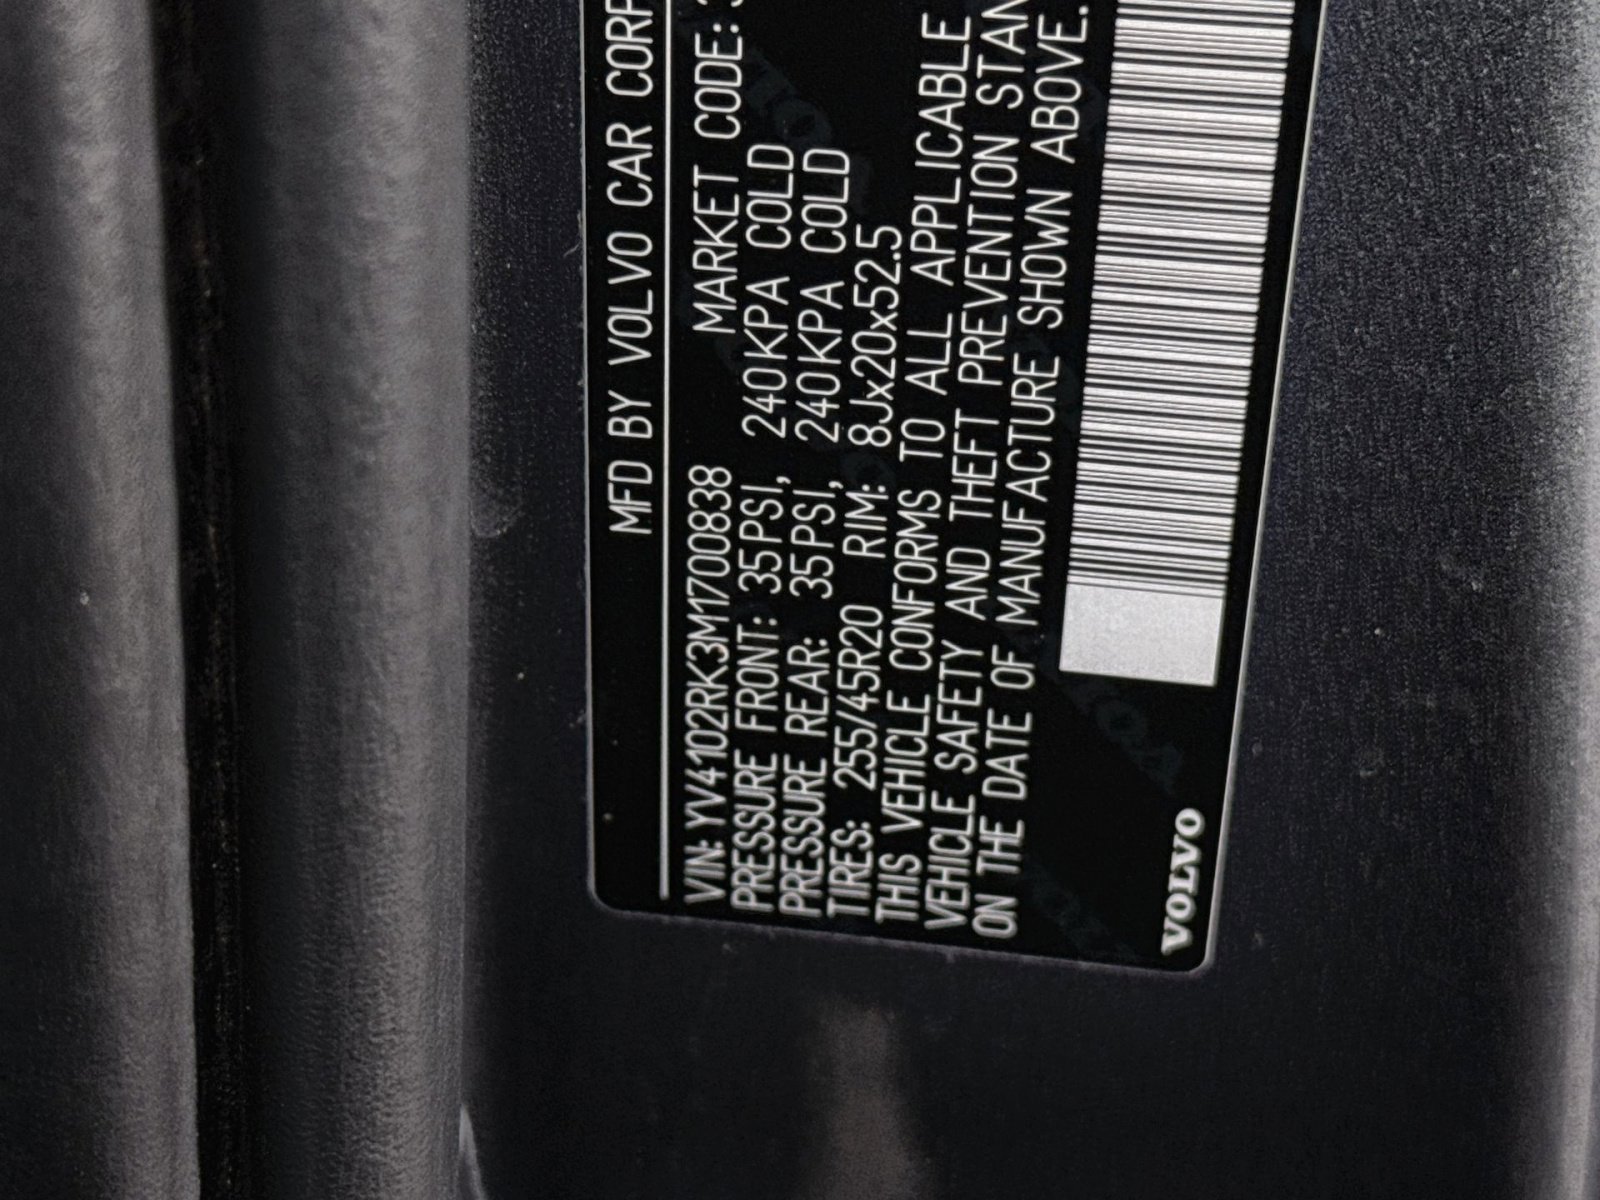 MFD BY VOLVO CAR CORP
VIN: YV4102RK3M1700838 MARKET CODE:
PRESSURE FRONT: 35PSI, 240KPA COLD
PRESSURE REAR: 35PSI, 240KPA COLD
TIRES: 255/45R20 RIM: 8Jx20x52.5
THIS VEHICLE CONFORMS TO ALL APPLICABLE
VEHICLE SAFETY AND THEFT PREVENTION STAN
ON THE DATE OF MANUFACTURE SHOWN ABOVE.
VOLVO